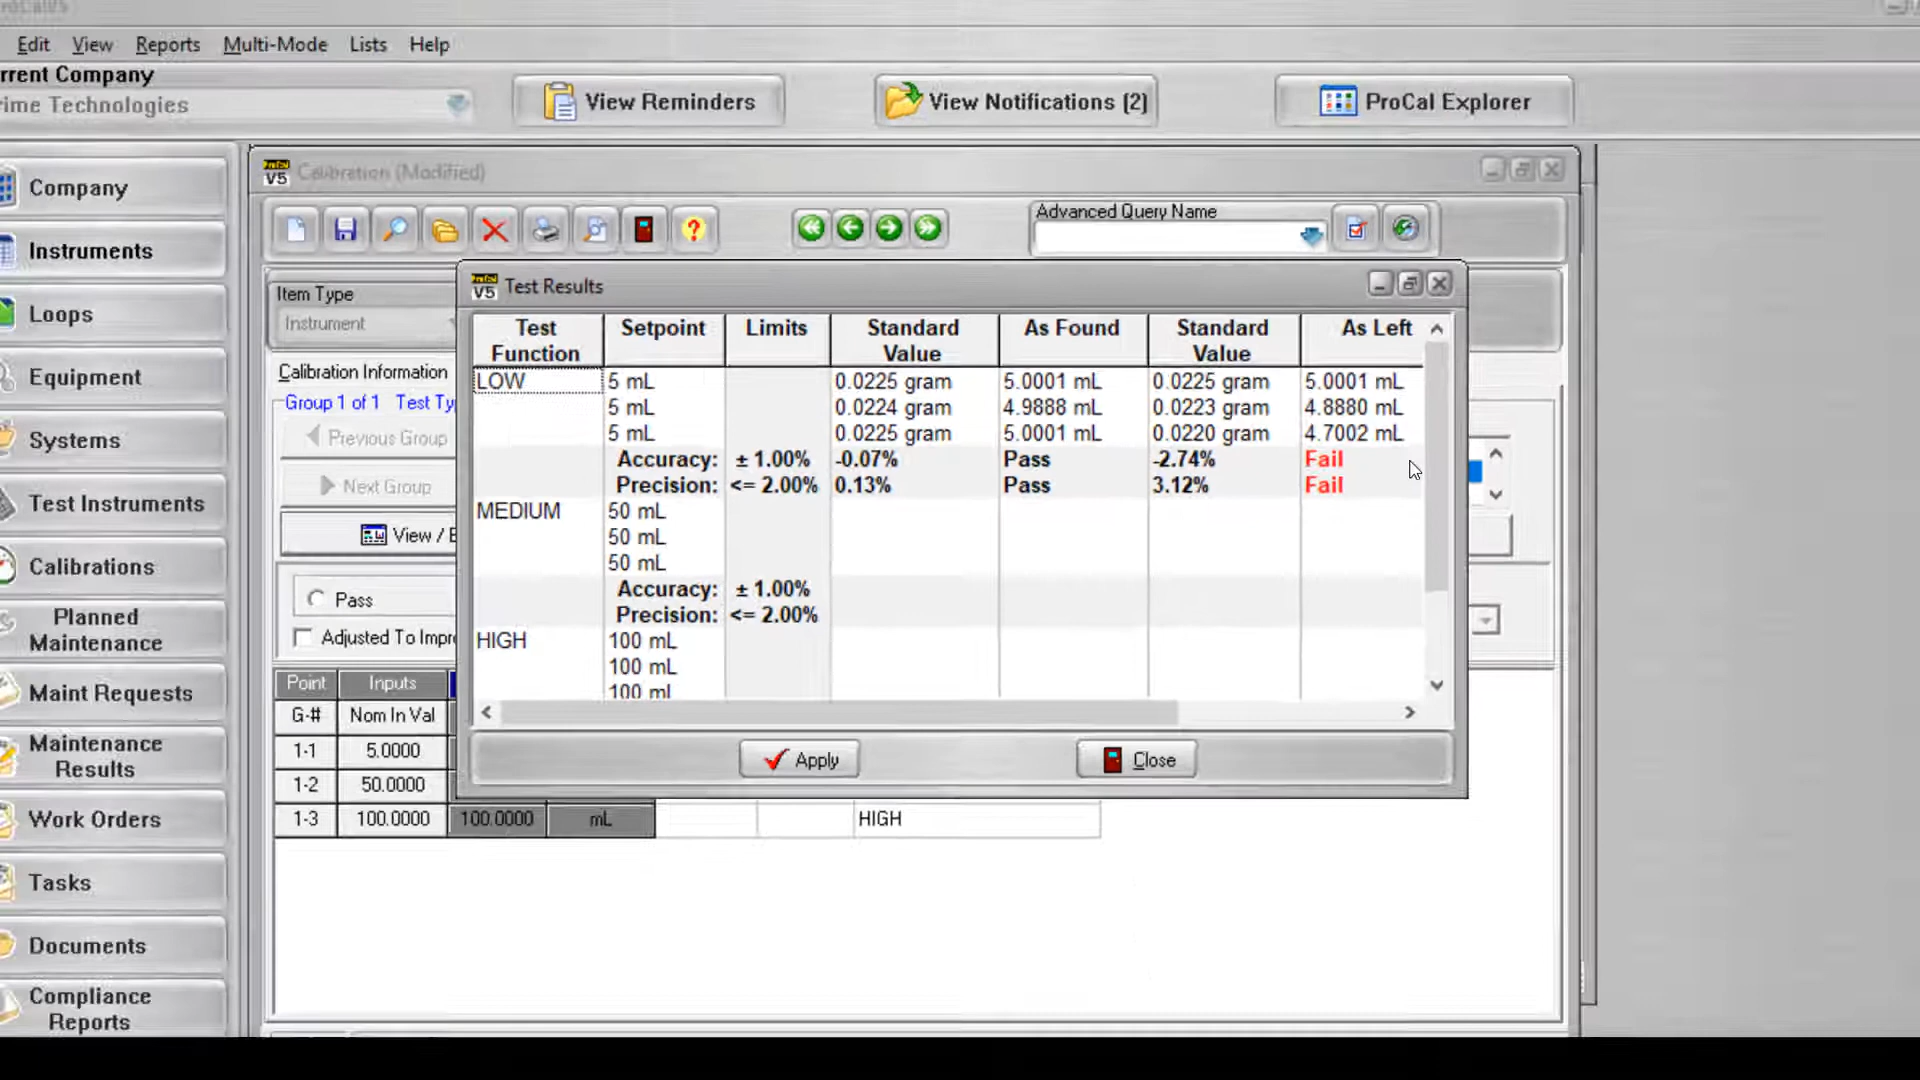 Edit View Reports Multi-Mode Lists Help
rrent Company
rime Technologies
View Reminders
View Notifications (2)
ProCal Explorer
Company
Instruments
Loops
Equipment
Systems
Test Instruments
Calibrations
Planned
Maintenance
Maint Requests
Maintenance
Results
Work Orders
Tasks
Documents
Compliance
Reports
V5 Calibration (Modified)
Advanced Query Name
Item Type
Instrument
Calibration Information
Group 1 of 1 Test Ty
Previous Group
Next Group
View / E
Pass
Adjusted To Impr
V5 Test Results
Test Function Setpoint Limits Standard Value As Found Standard Value As Left
LOW 5 mL 0.0225 gram 5.0001 mL 0.0225 gram 5.0001 mL
5 mL 0.0224 gram 4.9888 mL 0.0223 gram 4.8880 mL
5 mL 0.0225 gram 5.0001 mL 0.0220 gram 4.7002 mL
Accuracy: ± 1.00% -0.07% Pass -2.74% Fail
Precision: <= 2.00% 0.13% Pass 3.12% Fail
MEDIUM 50 mL
50 mL
50 mL
Accuracy: ± 1.00%
Precision: <= 2.00%
HIGH 100 mL
100 mL
100 mL
Apply
Close
Point Inputs
G-# Nom In Val
1-1 5.0000
1-2 50.0000
1-3 100.0000 100.0000 mL HIGH